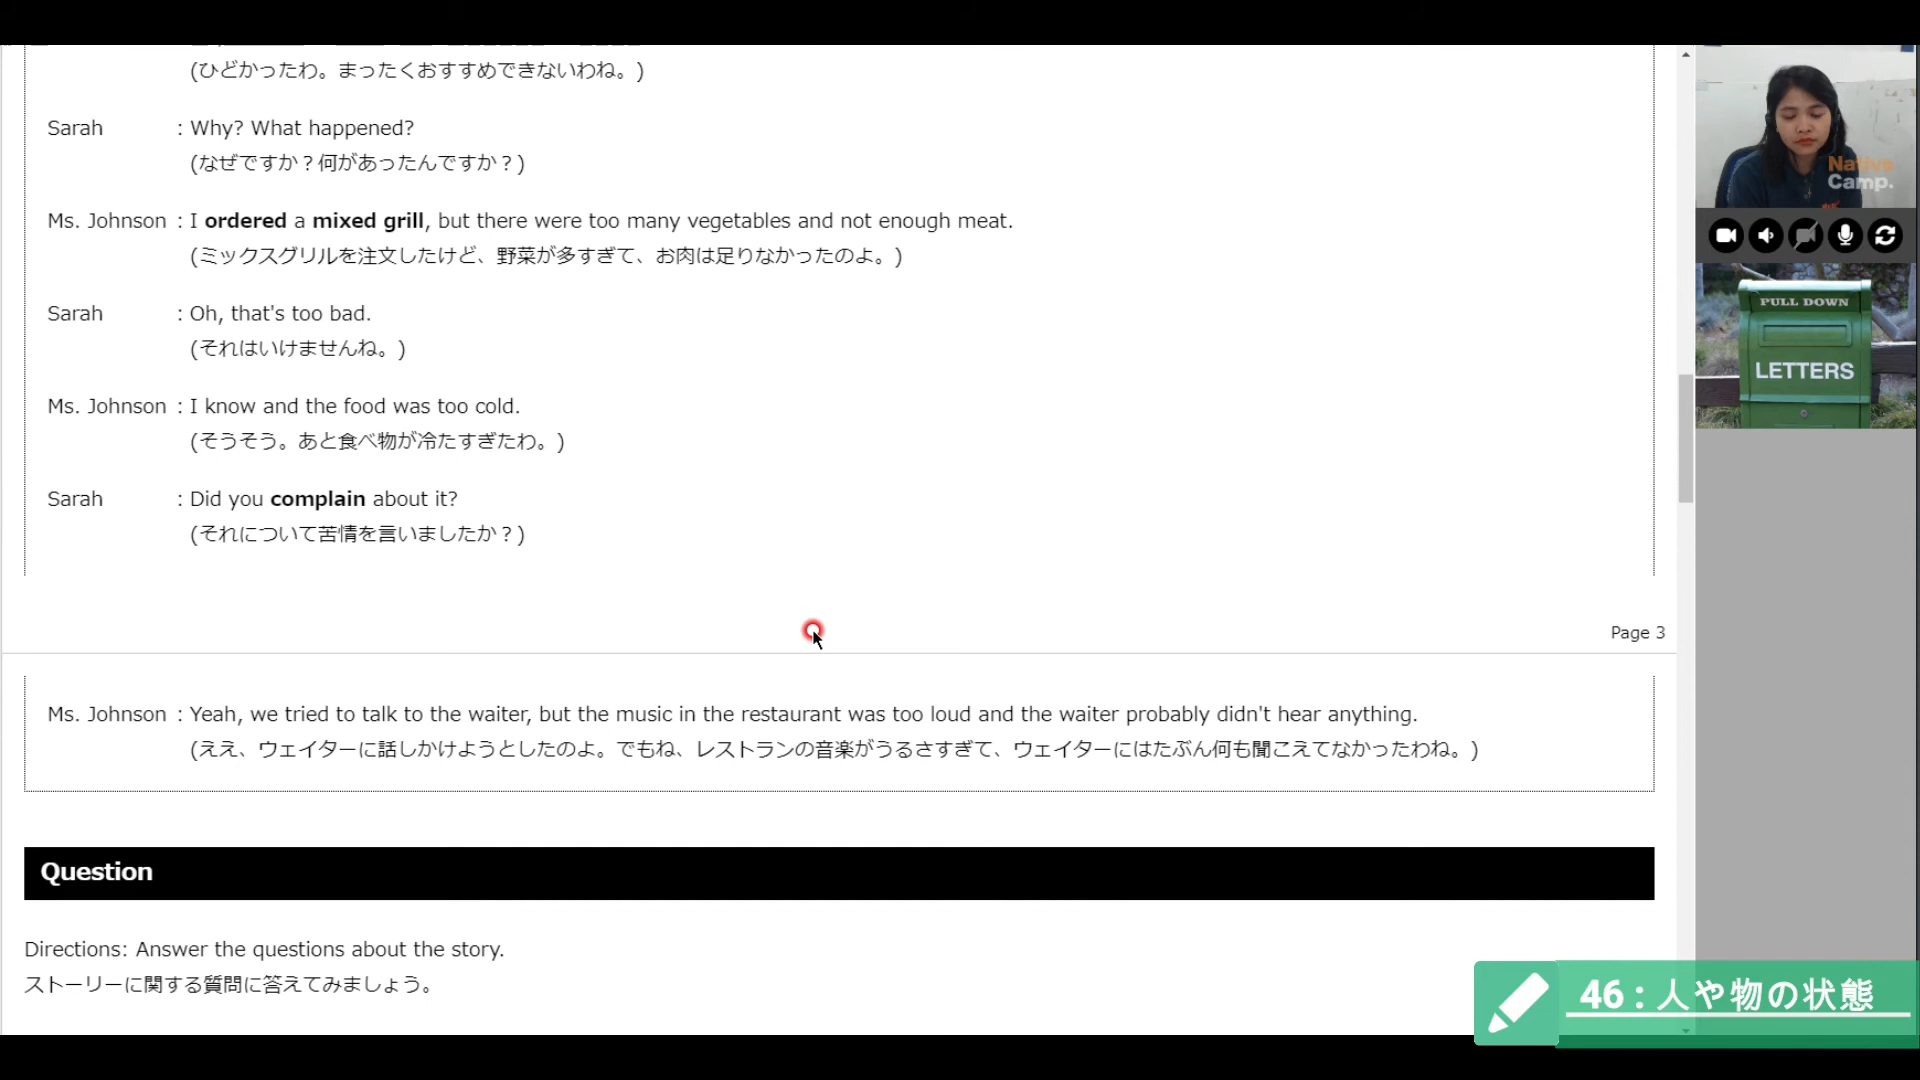 (ひどかったわ。まったくおすすめできないわね。)
Sarah : Why? What happened?
(なぜですか？何があったんですか？)
Ms. Johnson : I ordered a mixed grill, but there were too many vegetables and not enough meat.
(ミックスグリルを注文したけど、野菜が多すぎて、お肉は足りなかったのよ。)
Sarah : Oh, that's too bad.
(それはいけませんね。)
Ms. Johnson : I know and the food was too cold.
(そうそう。あと食べ物が冷たすぎたわ。)
Sarah : Did you complain about it?
(それについて苦情を言いましたか？)
Page 3
Ms. Johnson : Yeah, we tried to talk to the waiter, but the music in the restaurant was too loud and the waiter probably didn't hear anything.
(ええ、ウェイターに話しかけようとしたのよ。でもね、レストランの音楽がうるさすぎて、ウェイターにはたぶん何も聞こえてなかったわね。)
Question
Directions: Answer the questions about the story.
ストーリーに関する質問に答えてみましょう。
Native
Camp.
PULL DOWN
LETTERS
46 : 人や物の状態